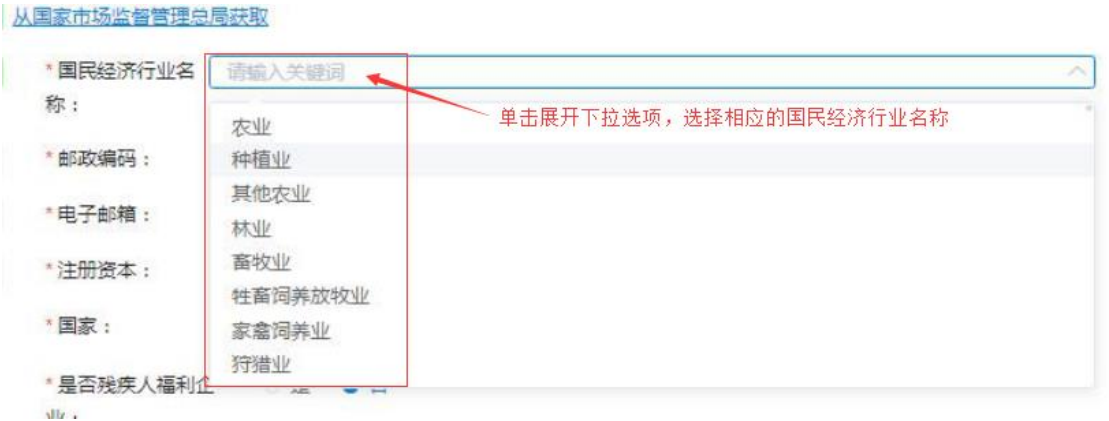 从国家市场监督管理总局获取
* 国民经济行业名称：
请输入关键词
单击展开下拉选项，选择相应的国民经济行业名称
农业
* 邮政编码：
种植业
其他农业
* 电子邮箱：
林业
* 注册资本：
畜牧业
牲畜饲养放牧业
* 国家：
家禽饲养业
狩猎业
* 是否残疾人福利企业：